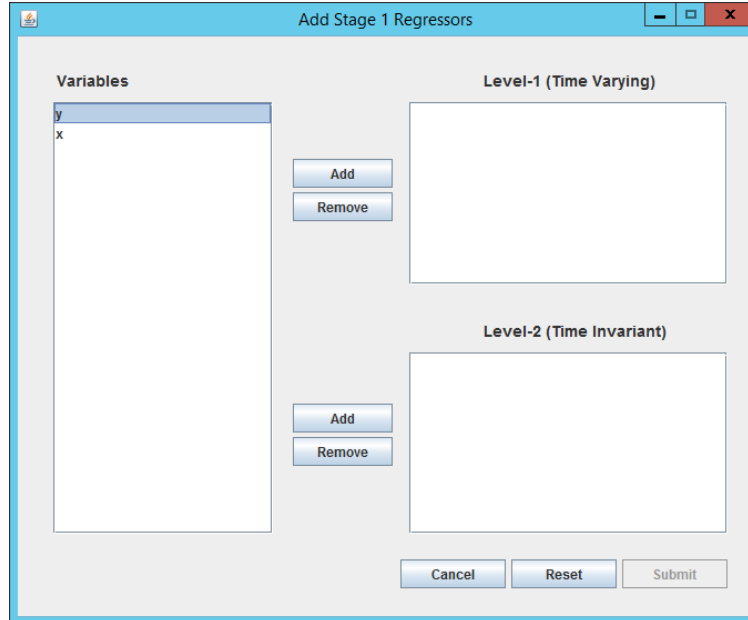 Add Stage 1 Regressors
Variables
y
x
Add
Remove
Level-1 (Time Varying)
Add
Remove
Level-2 (Time Invariant)
Cancel Reset Submit